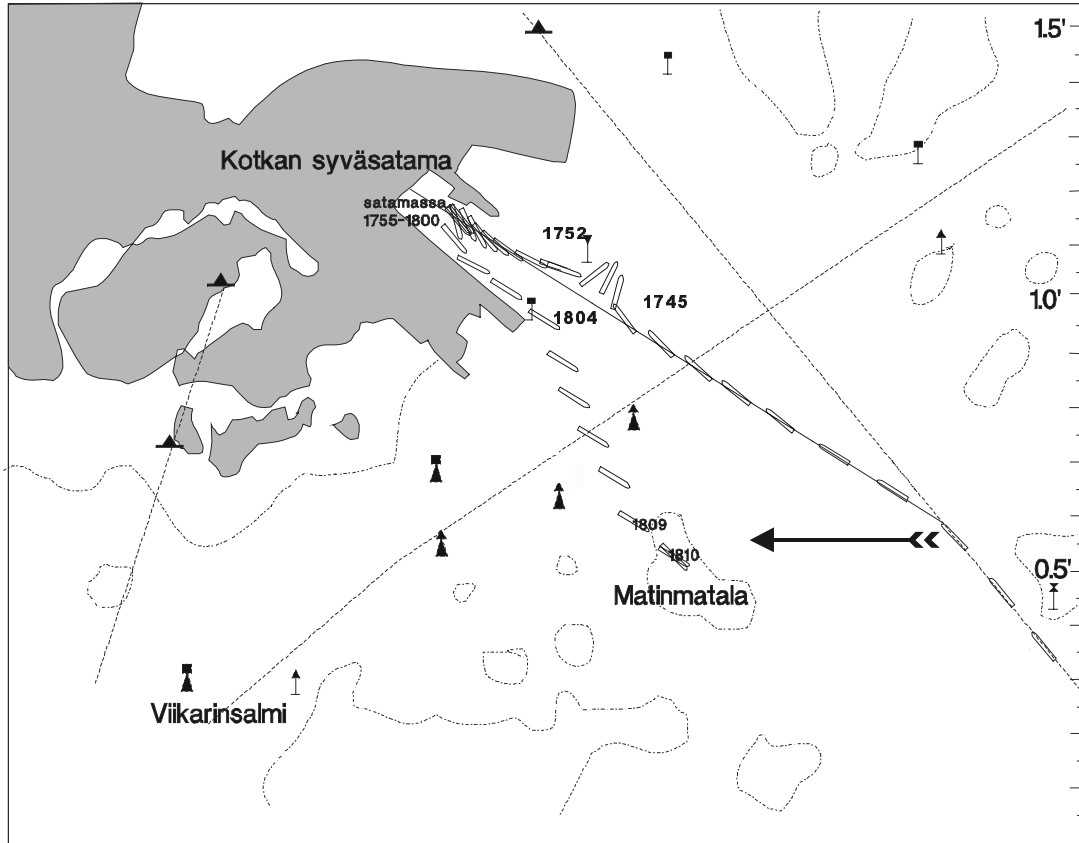 1.5'
Kotkan syväsatama
satamassa
1755-1800
1752
1745
1.0'
1804
1809
1810
0.5'
Matinmatala
Viikarinsalmi